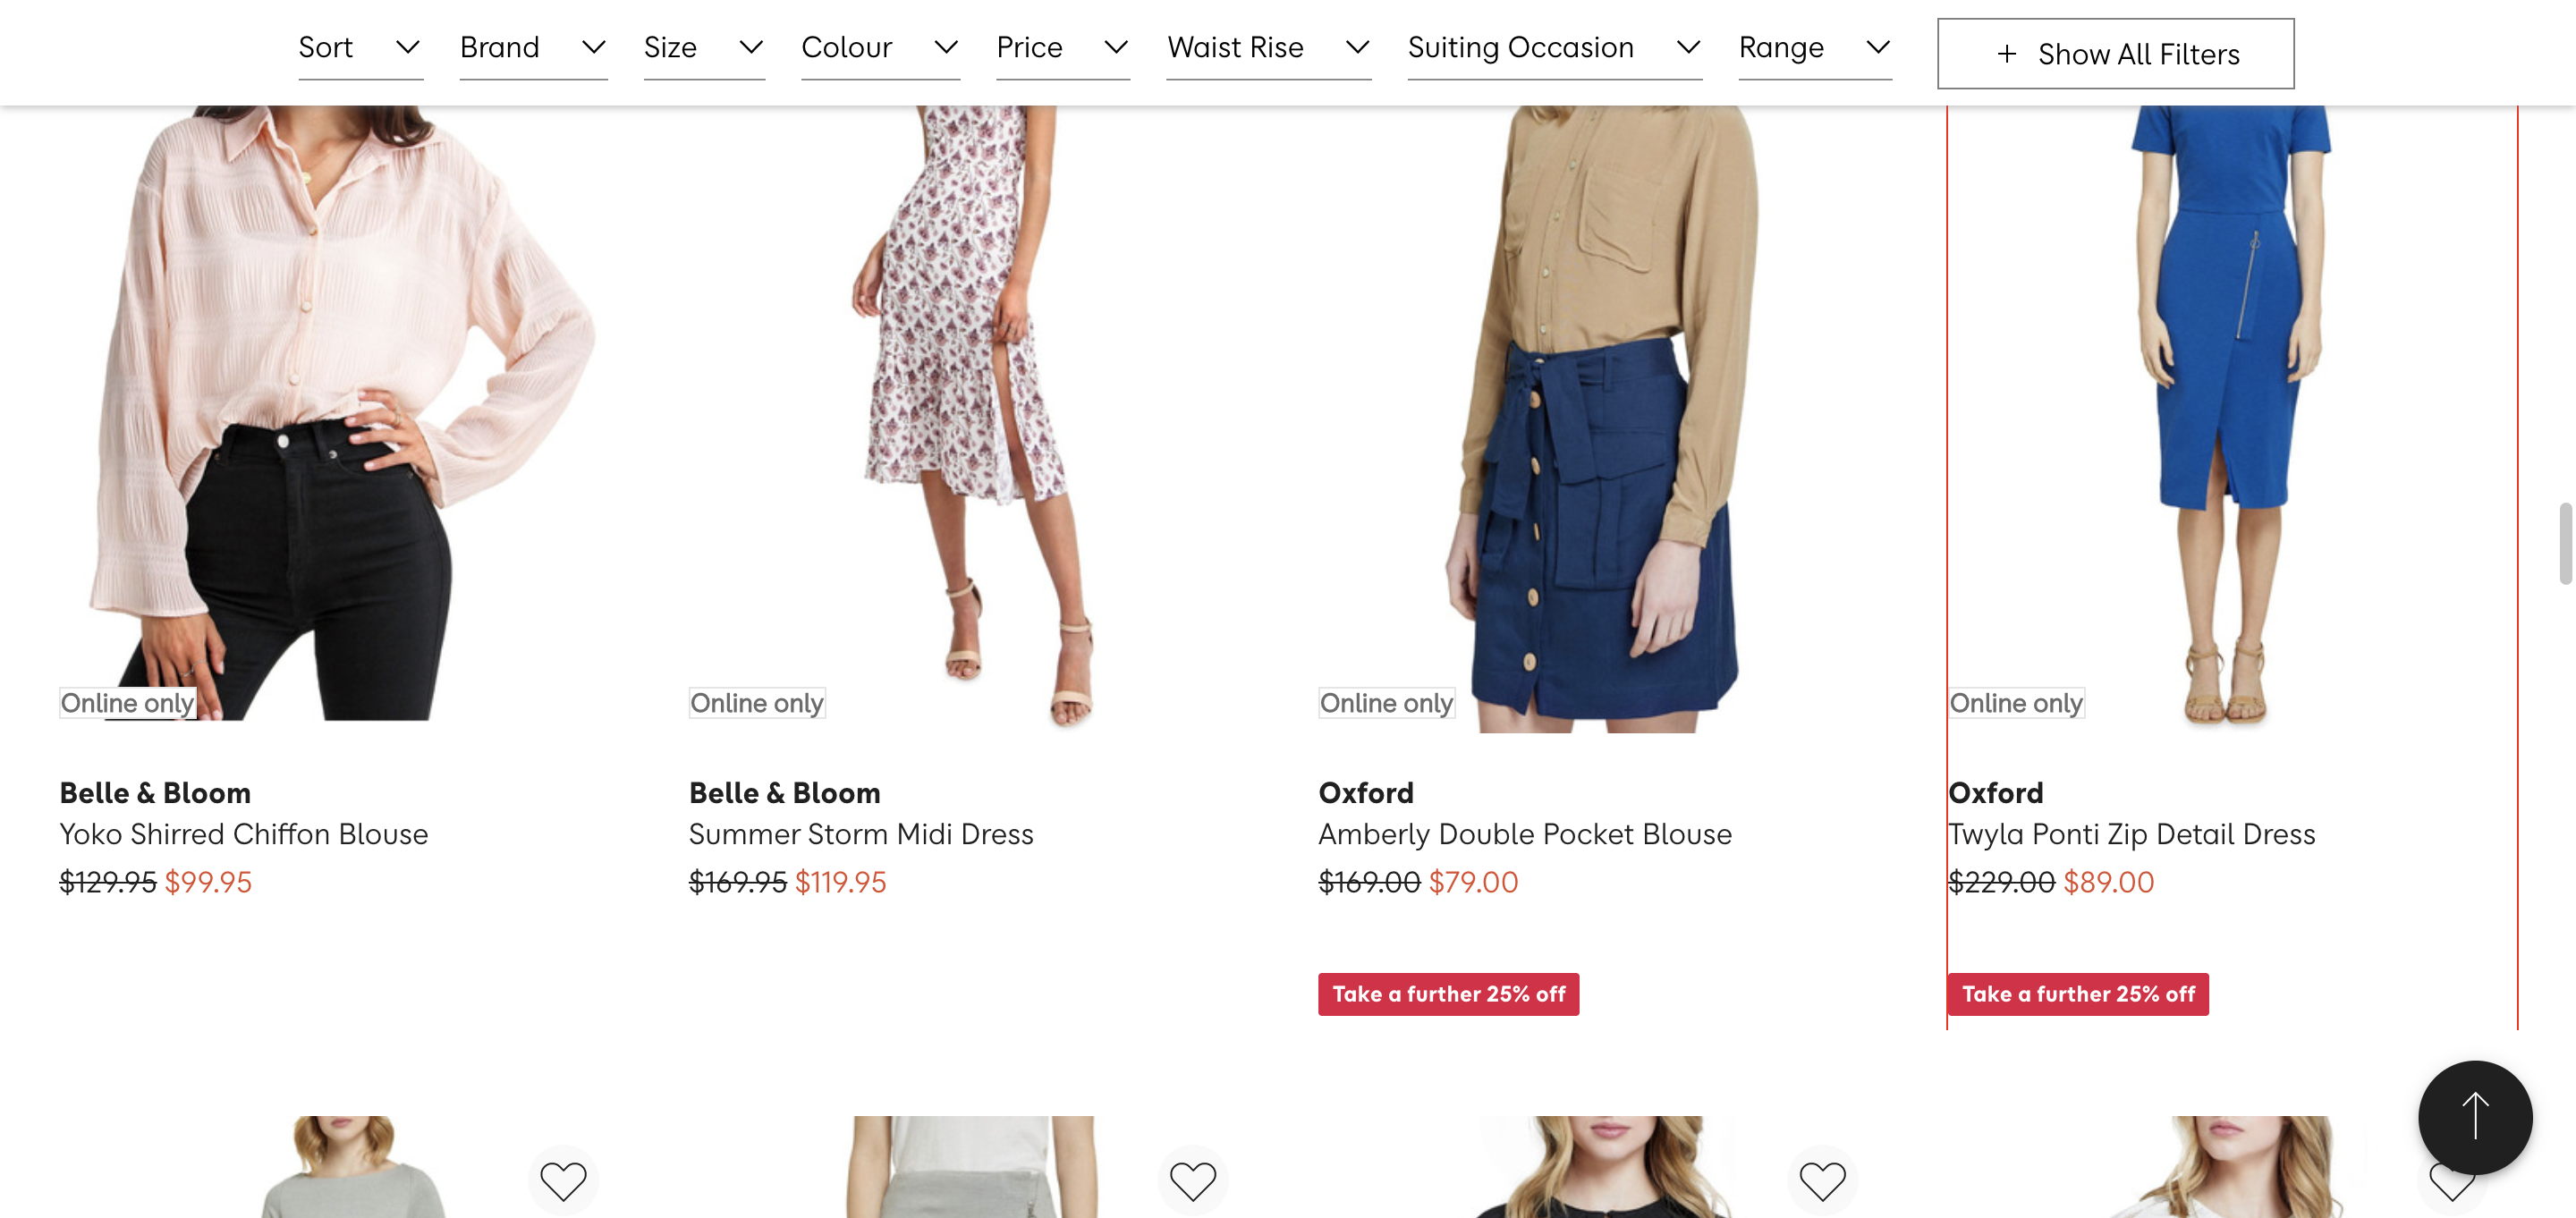 Sort
Brand
Size
Colour
Price
Waist Rise
Suiting Occasion
Range
+ Show All Filters
Online only
Online only
Online only
Online only
Belle & Bloom
Yoko Shirred Chiffon Blouse
$129.95 $99.95
Belle & Bloom
Summer Storm Midi Dress
$169.95 $119.95
Oxford
Amberly Double Pocket Blouse
$169.00 $79.00
Take a further 25% off
Oxford
Twyla Ponti Zip Detail Dress
$229.00 $89.00
Take a further 25% off